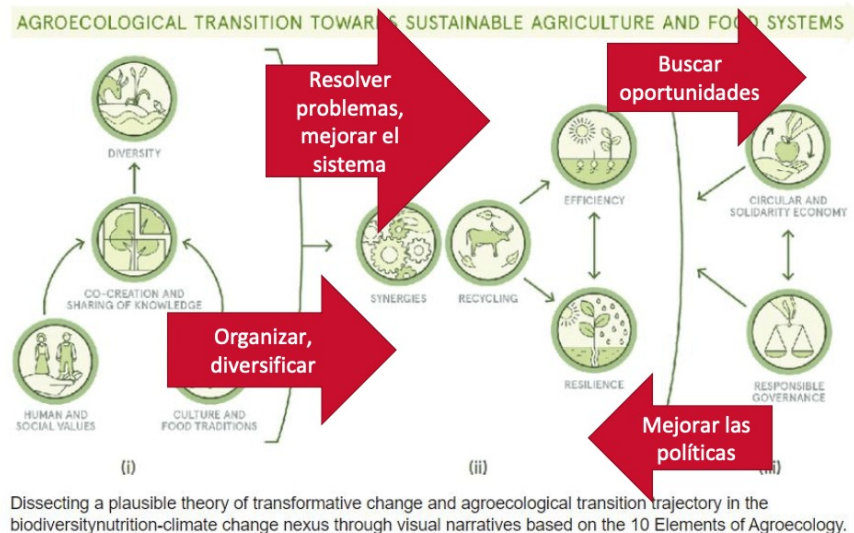 AGROECOLOGICAL TRANSITION TOWARDS SUSTAINABLE AGRICULTURE AND FOOD SYSTEMS
Resolver
problemas,
mejorar el
sistema
Buscar
oportunidades
DIVERSITY
EFFICIENCY
CIRCULAR AND
SOLIDARITY ECONOMY
CO-CREATION AND
SHARING OF KNOWLEDGE
SYNERGIES
RECYCLING
Organizar,
diversificar
HUMAN AND
SOCIAL VALUES
CULTURE AND
FOOD TRADITIONS
RESILIENCE
RESPONSIBLE
GOVERNANCE
Mejorar las
políticas
(i)
(ii)
(iii)
Dissecting a plausible theory of transformative change and agroecological transition trajectory in the
biodiversitynutrition-climate change nexus through visual narratives based on the 10 Elements of Agroecology.